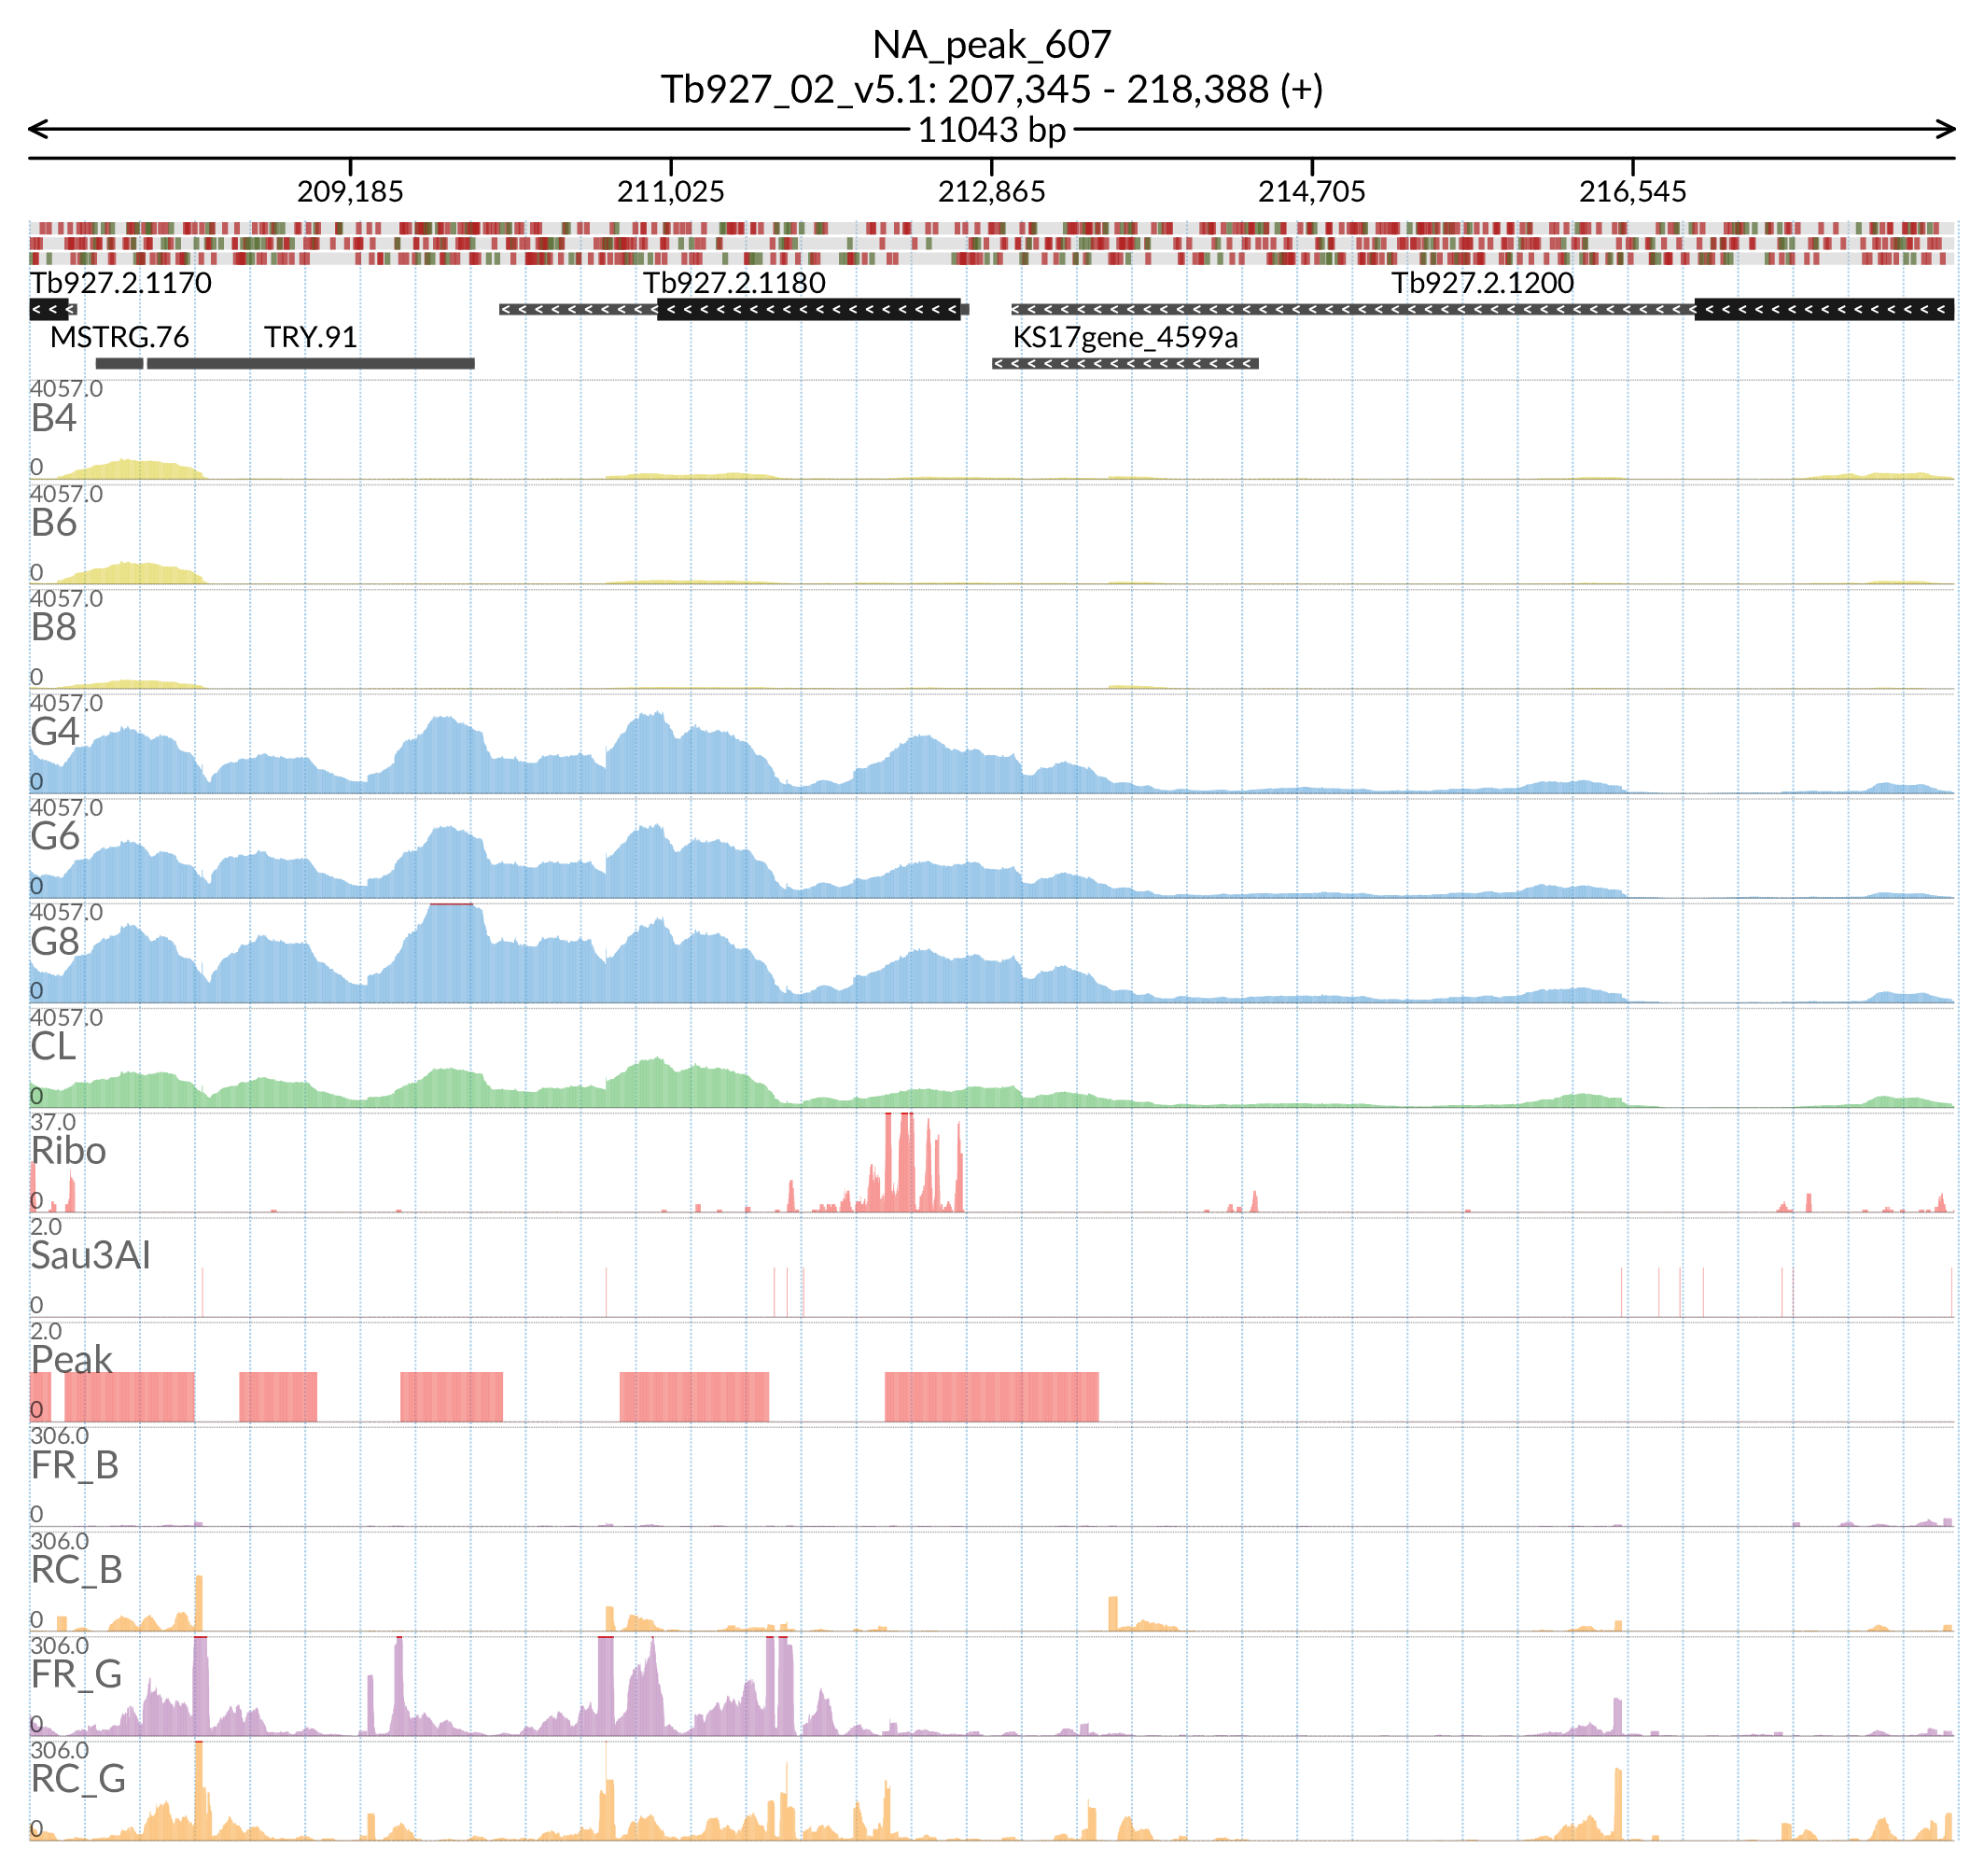 NA_peak_607
Tb927_02_v5.1: 207,345 - 218,388 (+)
11043 bp
209,185 211,025 212,865 214,705 216,545
Tb927.2.1170 Tb927.2.1180 Tb927.2.1200
MSTRG.76 TRY.91 KS17gene_4599a
4057.0
B4
0
4057.0
B6
0
4057.0
B8
0
4057.0
G4
0
4057.0
G6
0
4057.0
G8
0
4057.0
CL
0
37.0
Ribo
0
2.0
Sau3AI
0
2.0
Peak
0
306.0
FR_B
0
306.0
RC_B
0
306.0
FR_G
0
306.0
RC_G
0